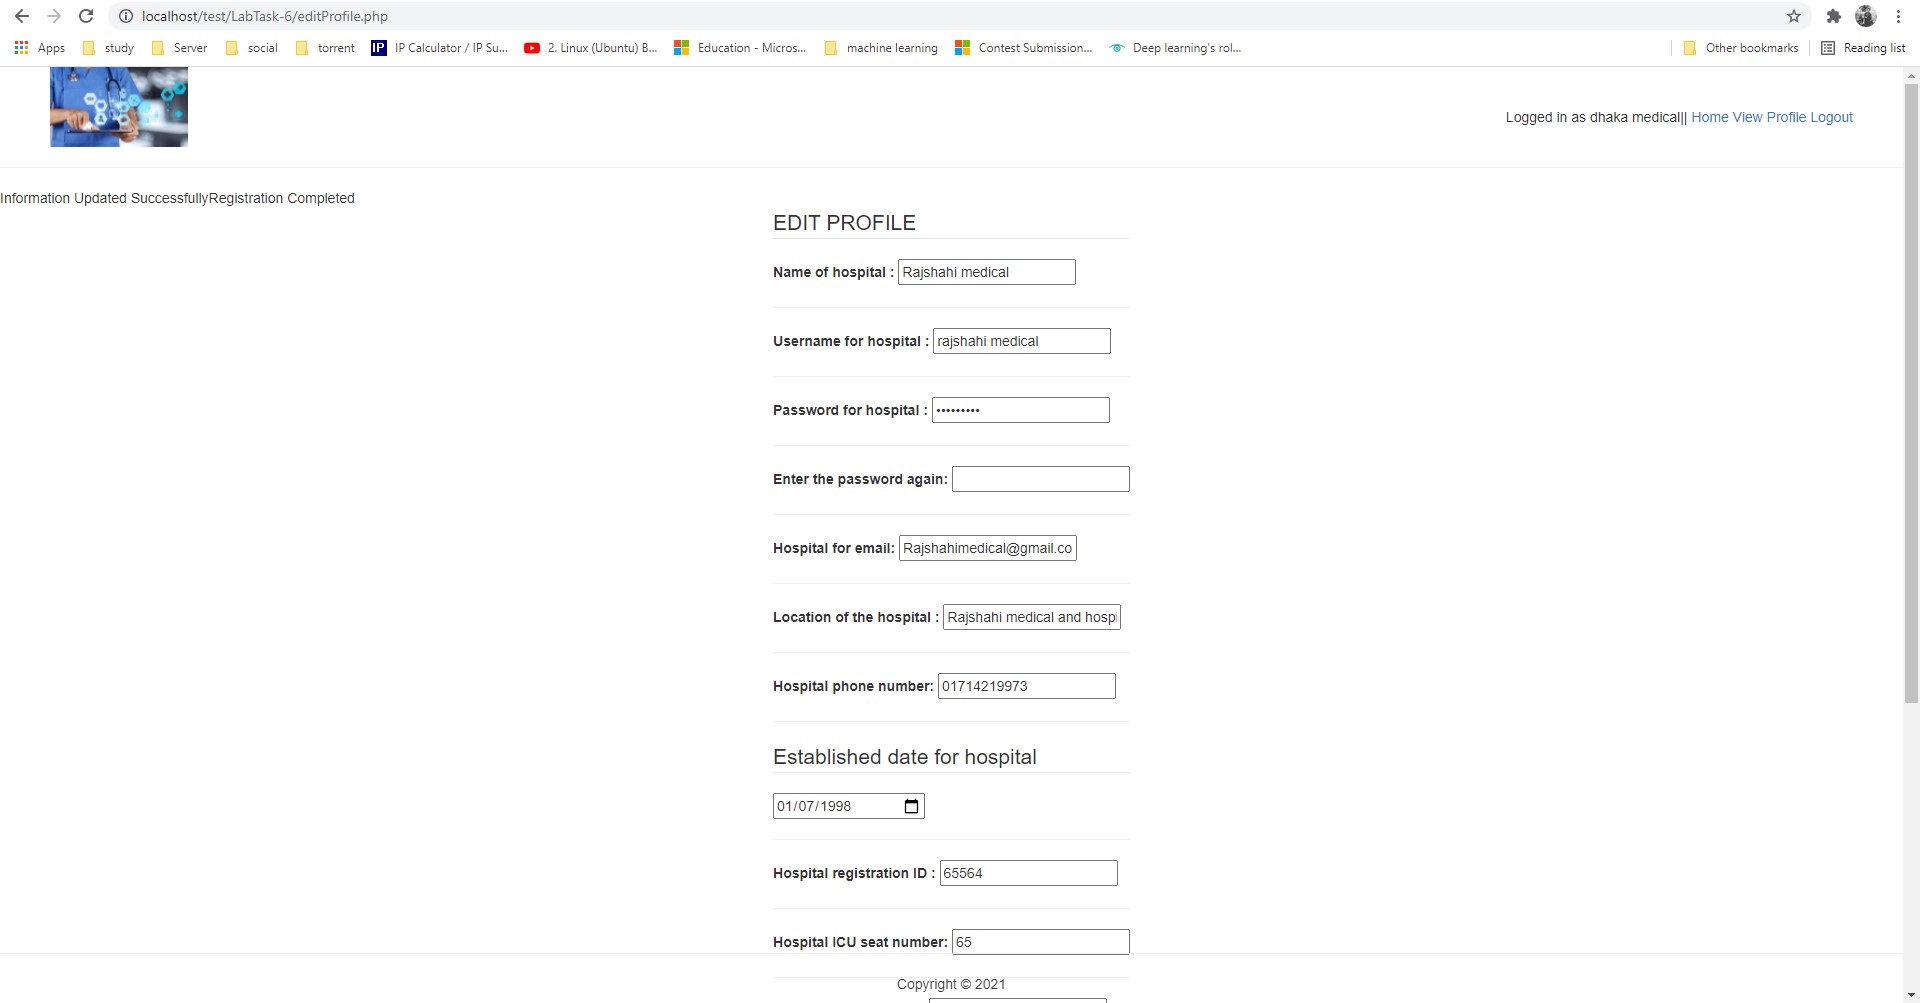 localhost/test/LabTask-6/editProfile.php
Apps study Server social torrent IP IP Calculator / IP Su... 2. Linux (Ubuntu) B... Education - Micros... machine learning Contest Submission... Deep learning's rol... Other bookmarks Reading list
Logged in as dhaka medical|| Home View Profile Logout
Information Updated SuccessfullyRegistration Completed
EDIT PROFILE
Name of hospital : Rajshahi medical
Username for hospital : rajshahi medical
Password for hospital : •••••••••
Enter the password again:
Hospital for email: Rajshahimedical@gmail.co
Location of the hospital : Rajshahi medical and hospi
Hospital phone number: 01714219973
Established date for hospital
01/07/1998
Hospital registration ID : 65564
Hospital ICU seat number: 65
Copyright © 2021